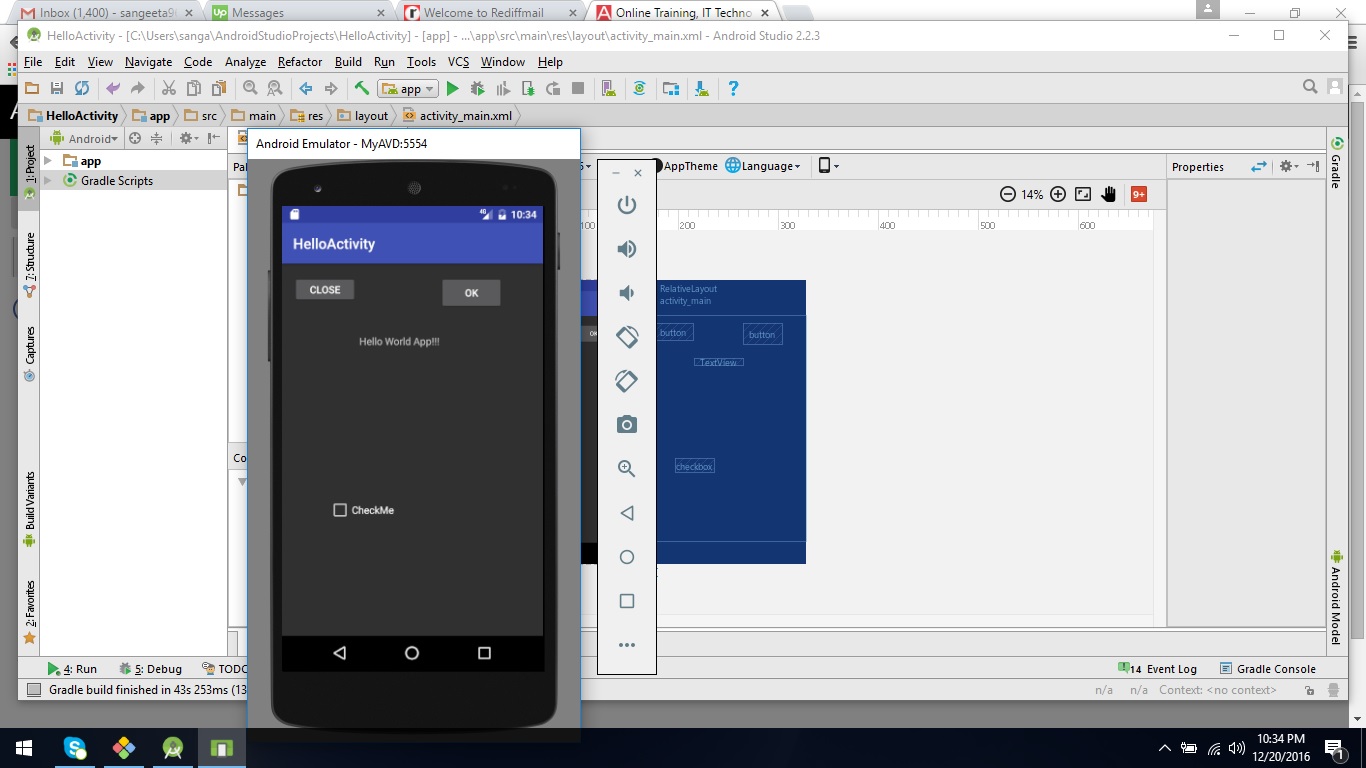 Inbox (1,400) - sangeeta9
Messages
Welcome to Rediffmail
Online Training, IT Techno
HelloActivity - [C:\Users\sanga\AndroidStudioProjects\HelloActivity] - [app] - ...\app\src\main\res\layout\activity_main.xml - Android Studio 2.2.3
File Edit View Navigate Code Analyze Refactor Build Run Tools VCS Window Help
app
HelloActivity app src main res layout activity_main.xml
Android
Android Emulator - MyAVD:5554
1: Project
app
Gradle Scripts
Pal
AppTheme
Language
Properties
Gradle
14%
9+
100 200 300 400 500 600
10:34
HelloActivity
CLOSE
OK
Hello World App!!!
CheckMe
OK
RelativeLayout
activity_main
button
button
TextView
checkbox
7: Structure
Captures
Build Variants
2: Favorites
Co
Android Model
4: Run
5: Debug
TODO
14 Event Log
Gradle Console
Gradle build finished in 43s 253ms (13
n/a n/a Context: <no context>
10:34 PM
12/20/2016
1